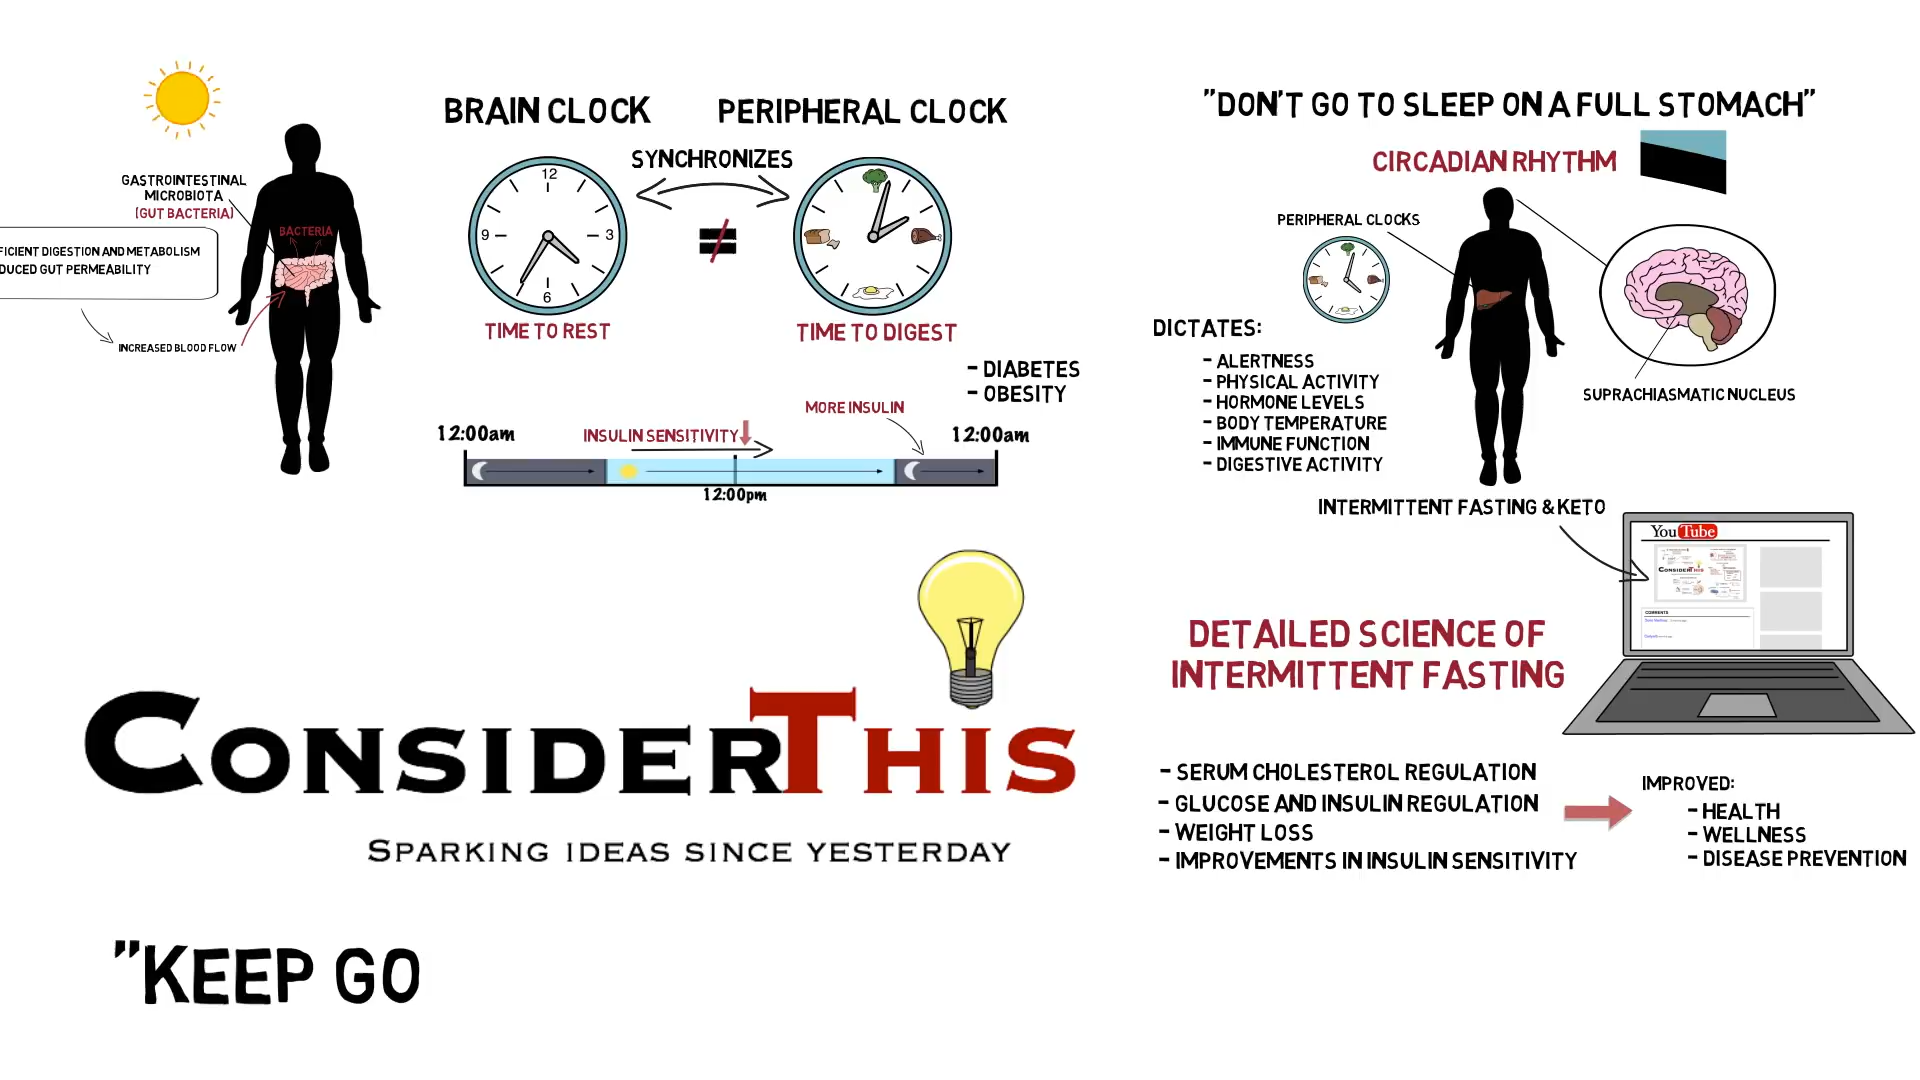 GASTROINTESTINAL
MICROBIOTA
(GUT BACTERIA)
BACTERIA
DIGESTION AND METABOLISM
GUT PERMEABILITY
INCREASED BLOOD FLOW
BRAIN CLOCK
PERIPHERAL CLOCK
SYNCHRONIZES
12
9
3
6
=
TIME TO REST
TIME TO DIGEST
- DIABETES
- OBESITY
MORE INSULIN
INSULIN SENSITIVITY
12:00am
12:00am
12:00pm
"DON'T GO TO SLEEP ON A FULL STOMACH"
CIRCADIAN RHYTHM
PERIPHERAL CLOCKS
DICTATES:
- ALERTNESS
- PHYSICAL ACTIVITY
- HORMONE LEVELS
- BODY TEMPERATURE
- IMMUNE FUNCTION
- DIGESTIVE ACTIVITY
SUPRACHIASMATIC NUCLEUS
INTERMITTENT FASTING & KETO
YouTube
CONSIDERTHIS
COMMENTS
DETAILED SCIENCE OF
INTERMITTENT FASTING
- SERUM CHOLESTEROL REGULATION
- GLUCOSE AND INSULIN REGULATION
- WEIGHT LOSS
- IMPROVEMENTS IN INSULIN SENSITIVITY
IMPROVED:
- HEALTH
- WELLNESS
- DISEASE PREVENTION
CONSIDERTHIS
SPARKING IDEAS SINCE YESTERDAY
"KEEP GO